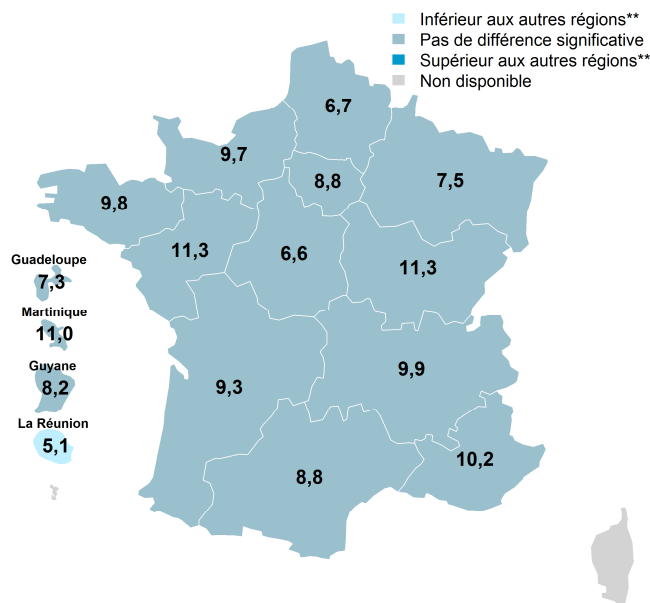 Inférieur aux autres régions**
Pas de différence significative
Supérieur aux autres régions**
Non disponible
6,7
9,7
8,8
7,5
9,8
11,3
6,6
11,3
Guadeloupe
7,3
Martinique
11,0
Guyane
8,2
9,3
9,9
La Réunion
5,1
8,8
10,2